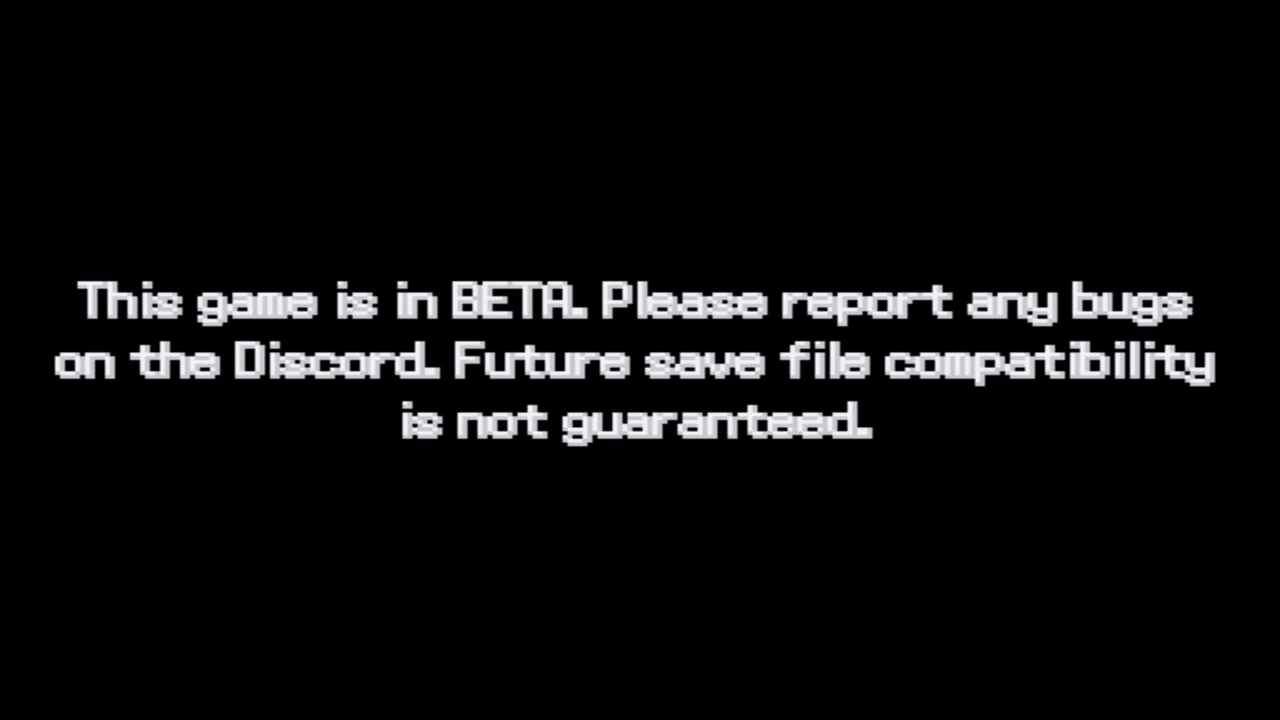 This game is in BETA. Please report any bugs
on the Discord. Future save file compatibility
is not guaranteed.